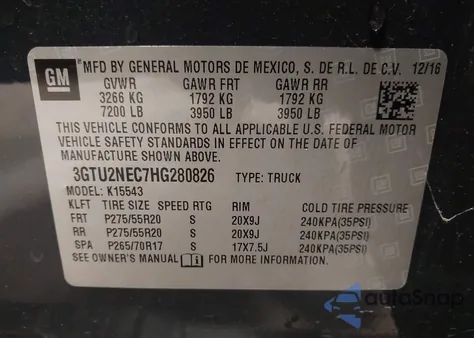 GM
MFD BY GENERAL MOTORS DE MEXICO, S. DE R.L. DE C.V. 12/16
GVWR GAWR FRT GAWR RR
3266 KG 1792 KG 1792 KG
7200 LB 3950 LB 3950 LB
THIS VEHICLE CONFORMS TO ALL APPLICABLE U.S. FEDERAL MOTOR
VEHICLE SAFETY STANDARDS IN EFFECT ON THE DATE OF
MANUFACTURE SHOWN ABOVE.
3GTU2NEC7HG280826 TYPE: TRUCK
MODEL: K15543
KLFT TIRE SIZE SPEED RTG RIM COLD TIRE PRESSURE
FRT P275/55R20 S 20X9J 240KPA(35PSI)
RR P275/55R20 S 20X9J 240KPA(35PSI)
SPA P265/70R17 S 17X7.5J 240KPA(35PSI)
SEE OWNER'S MANUAL FOR MORE INFORMATION.
autoSnap